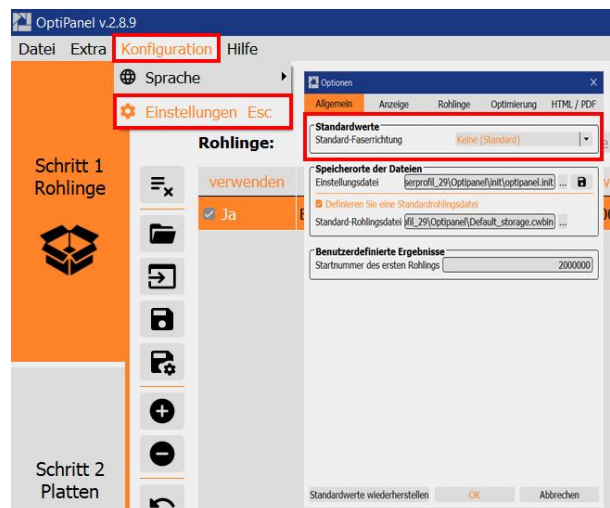 OptiPanel v.2.8.9
Datei Extra Konfiguration Hilfe
Sprache
Einstellungen Esc
Schritt 1
Rohlinge
Rohlinge:
verwenden
Ja
Schritt 2
Platten
Optionen
Allgemein Anzeige Rohlinge Optimierung HTML / PDF
Standardwerte
Standard-Faserrichtung Keine (Standard)
Speicherorte der Dateien
Einstellungsdatei serprofil_29\Optipanel\init\optipanel.init ...
Definieren Sie eine Standardrohlingsdatei
Standard-Rohlingsdatei ofil_29\Optipanel\Default_storage.cwbin ...
Benutzerdefinierte Ergebnisse
Startnummer des ersten Rohlings 2000000
Standardwerte wiederherstellen OK Abbrechen